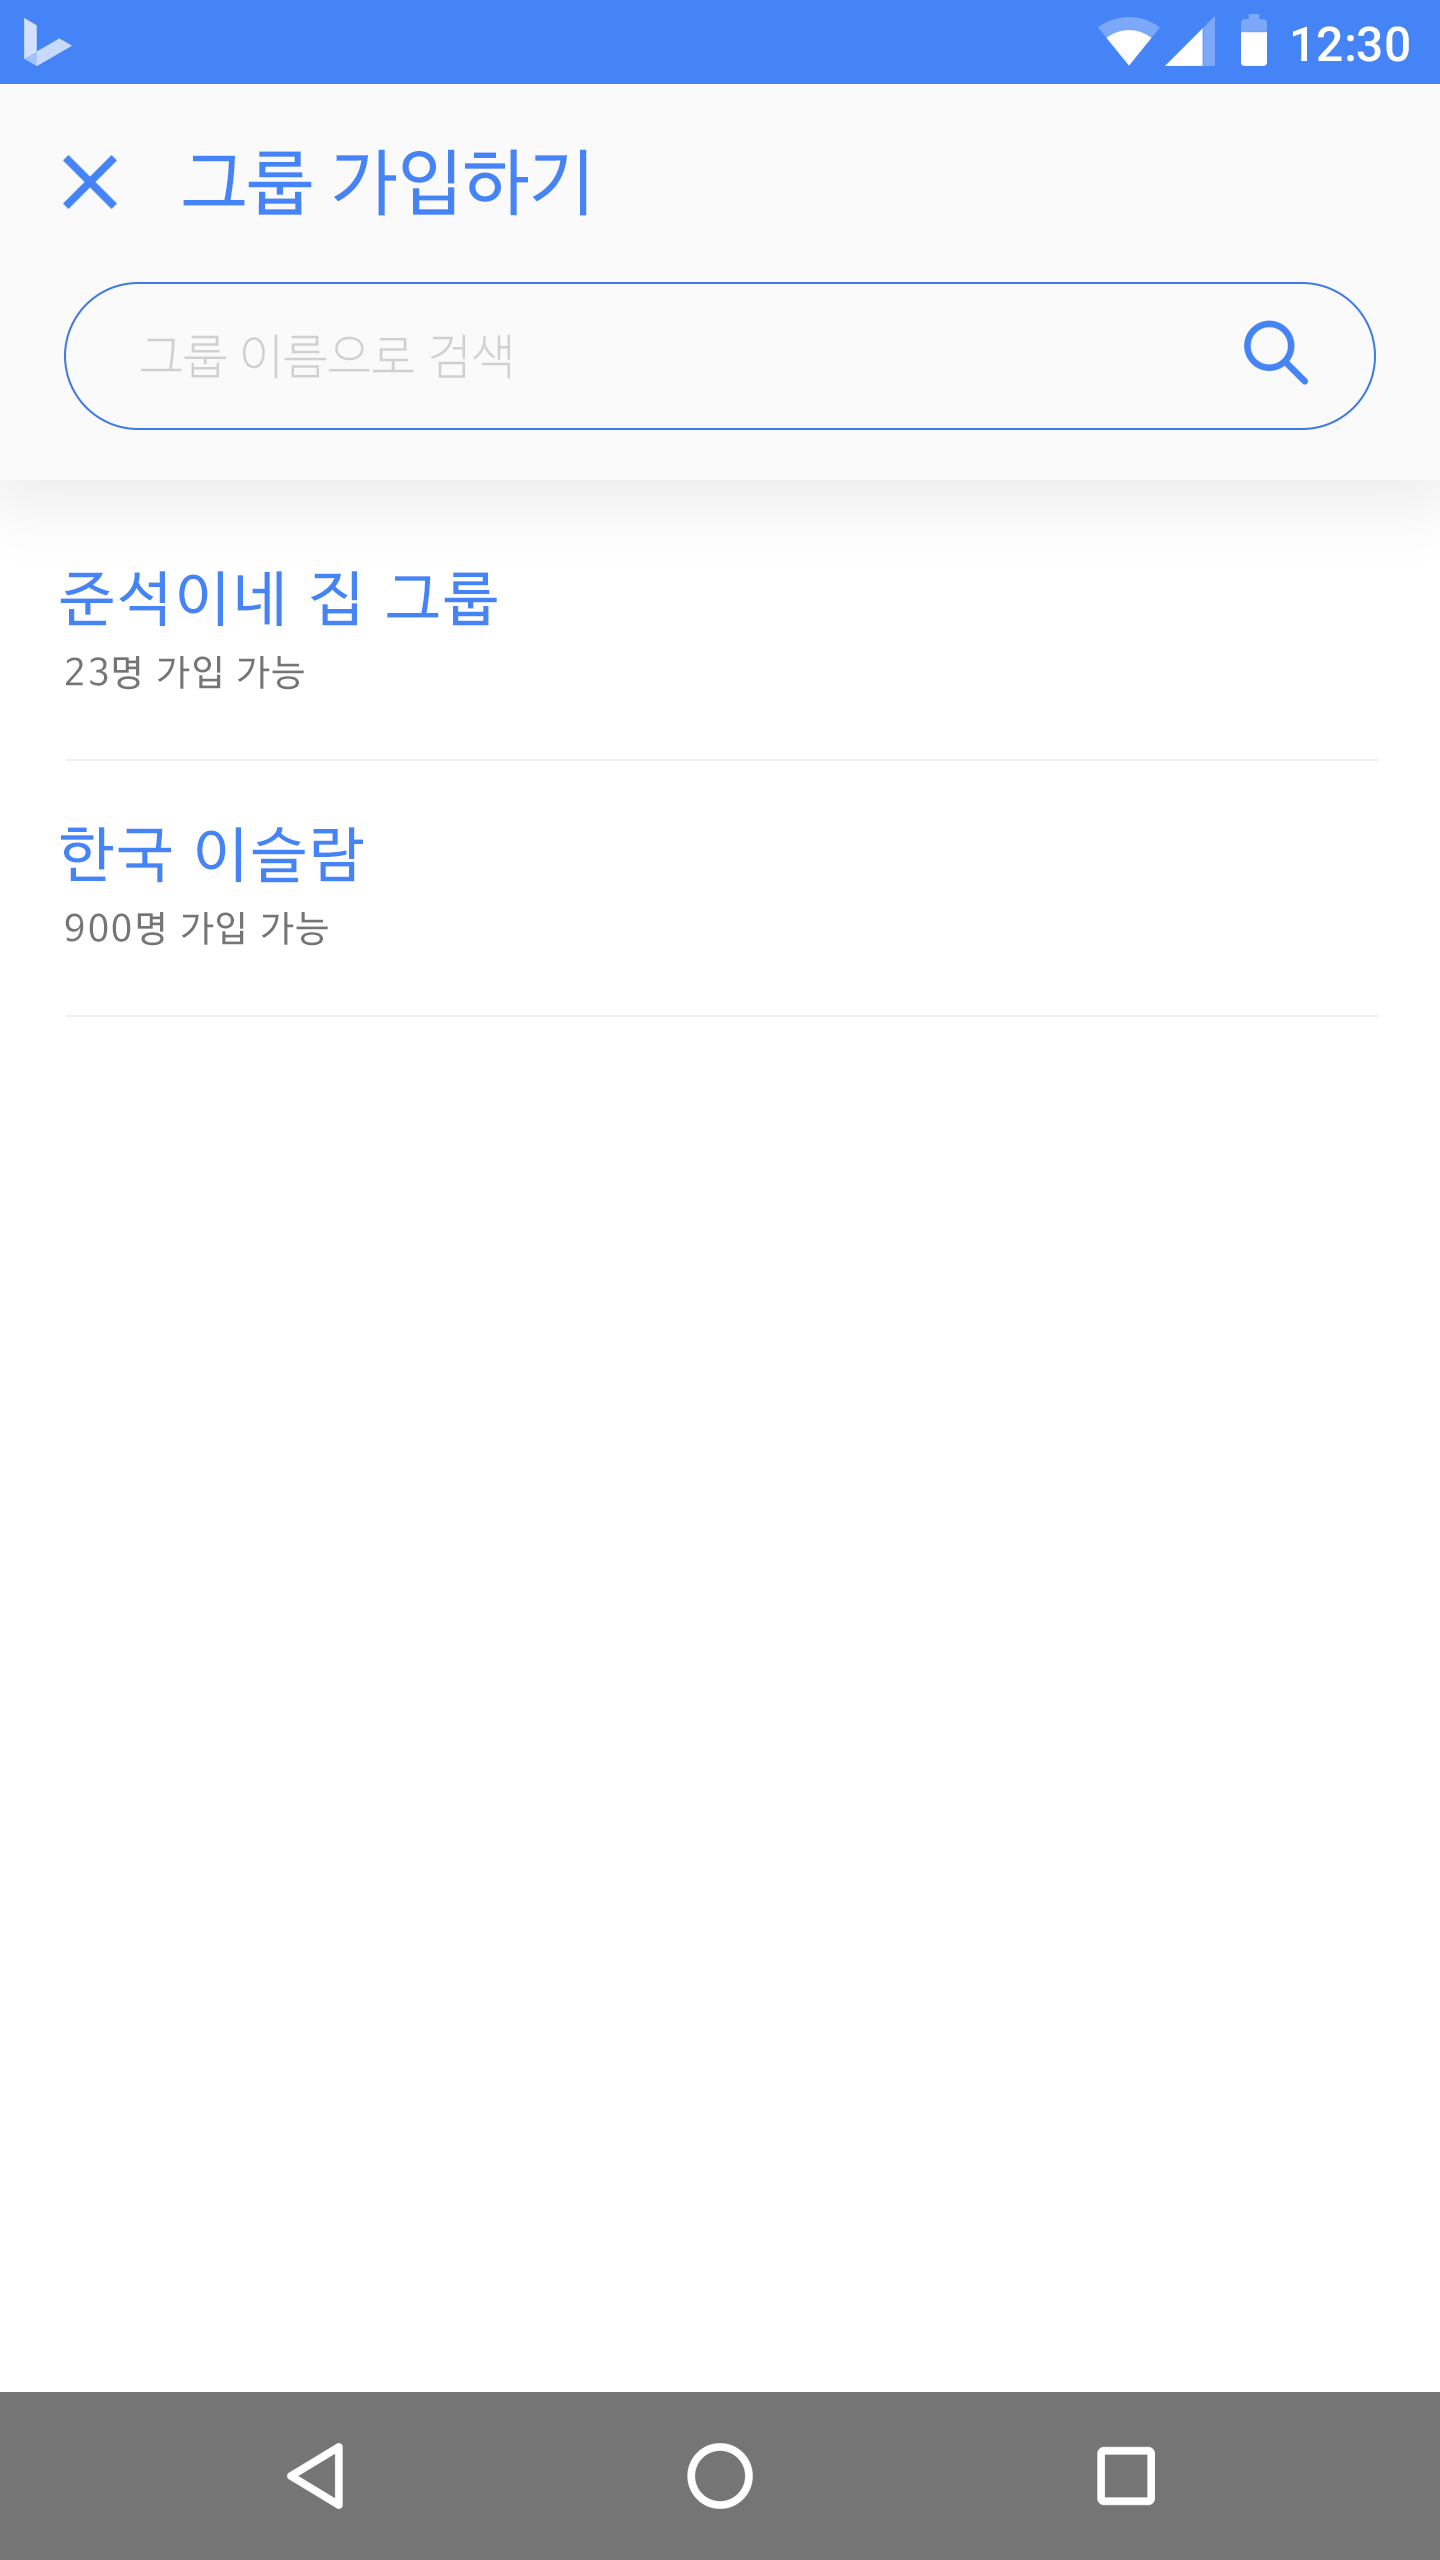 12:30
그룹 가입하기
그룹 이름으로 검색
준석이네 집 그룹
23명 가입 가능
한국 이슬람
900명 가입 가능